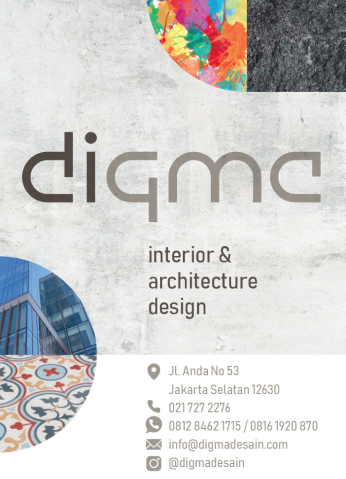 digma
interior &
architecture
design
Jl. Anda No 53
Jakarta Selatan 12630
021 727 2276
0812 8462 1715 / 0816 1920 870
info@digmadesain.com
@digmadesain